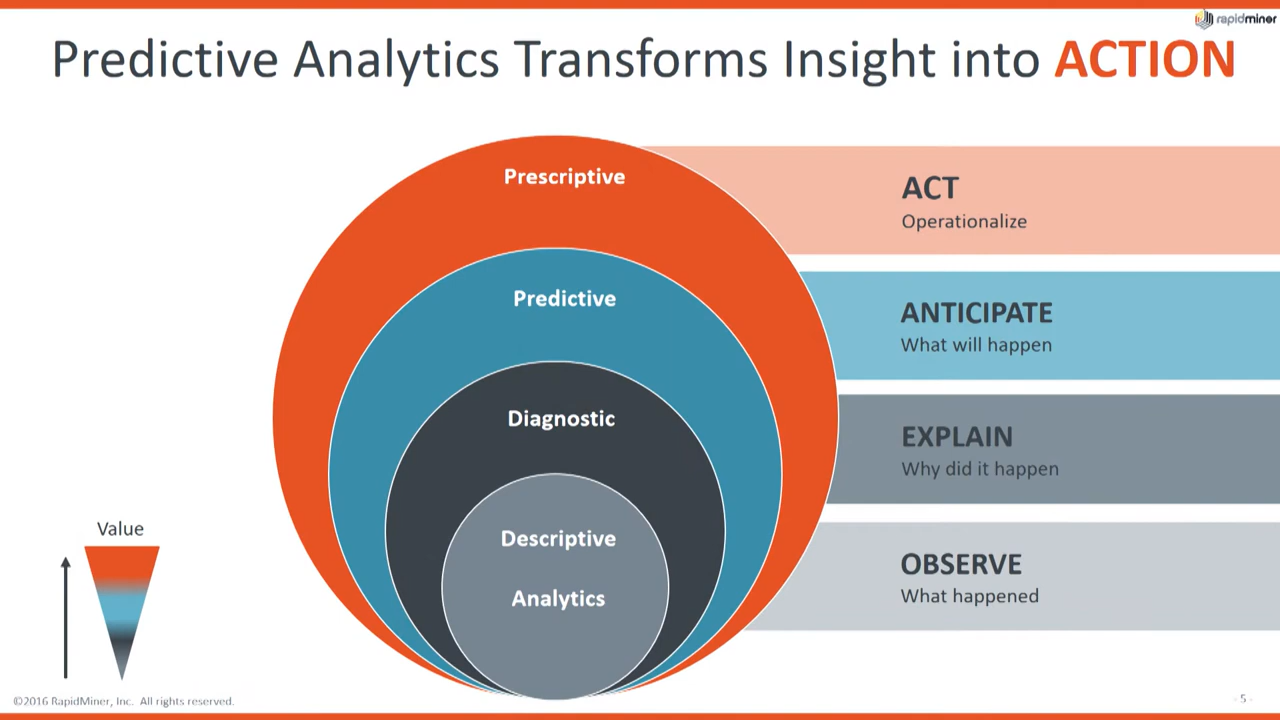 rapidminer
Predictive Analytics Transforms Insight into ACTION
Prescriptive
ACT
Operationalize
Predictive
ANTICIPATE
What will happen
Diagnostic
EXPLAIN
Why did it happen
Descriptive
Analytics
OBSERVE
What happened
Value
©2016 RapidMiner, Inc. All rights reserved.
- 5 -